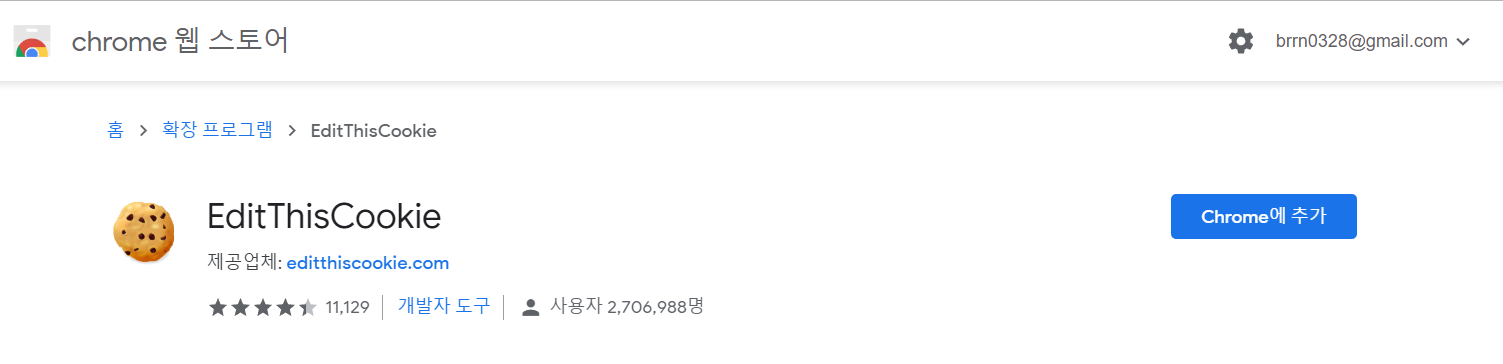 chrome 웹 스토어
brrn0328@gmail.com
홈 > 확장 프로그램 > EditThisCookie
EditThisCookie
Chrome에 추가
제공업체: editthiscookie.com
11,129 개발자 도구 사용자 2,706,988명